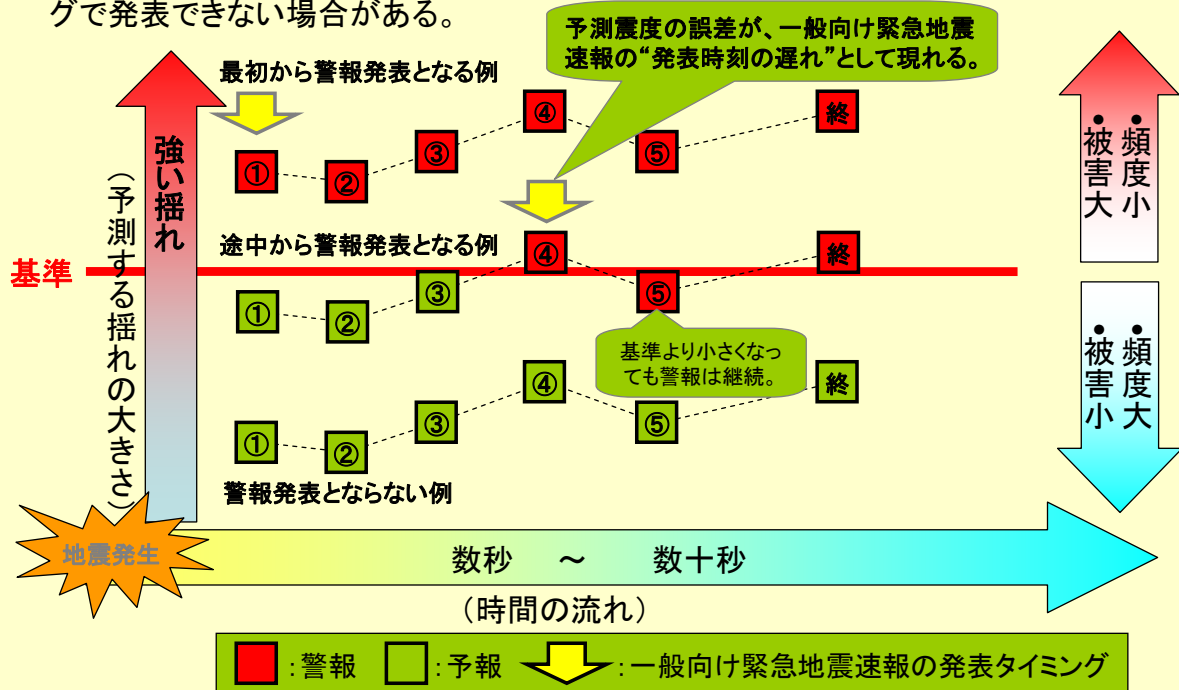 グで発表できない場合がある。
予測震度の誤差が、一般向け緊急地震
速報の“発表時刻の遅れ”として現れる。
最初から警報発表となる例
① ② ③ ④ ⑤ 終
強い揺れ
（予測する揺れの大きさ）
・被害大
・頻度小
途中から警報発表となる例
基準
① ② ③ ④ ⑤ 終
基準より小さくなっ
ても警報は継続。
・被害小
・頻度大
① ② ③ ④ ⑤ 終
警報発表とならない例
地震発生
数秒 ～ 数十秒
（時間の流れ）
：警報 ：予報 ：一般向け緊急地震速報の発表タイミング